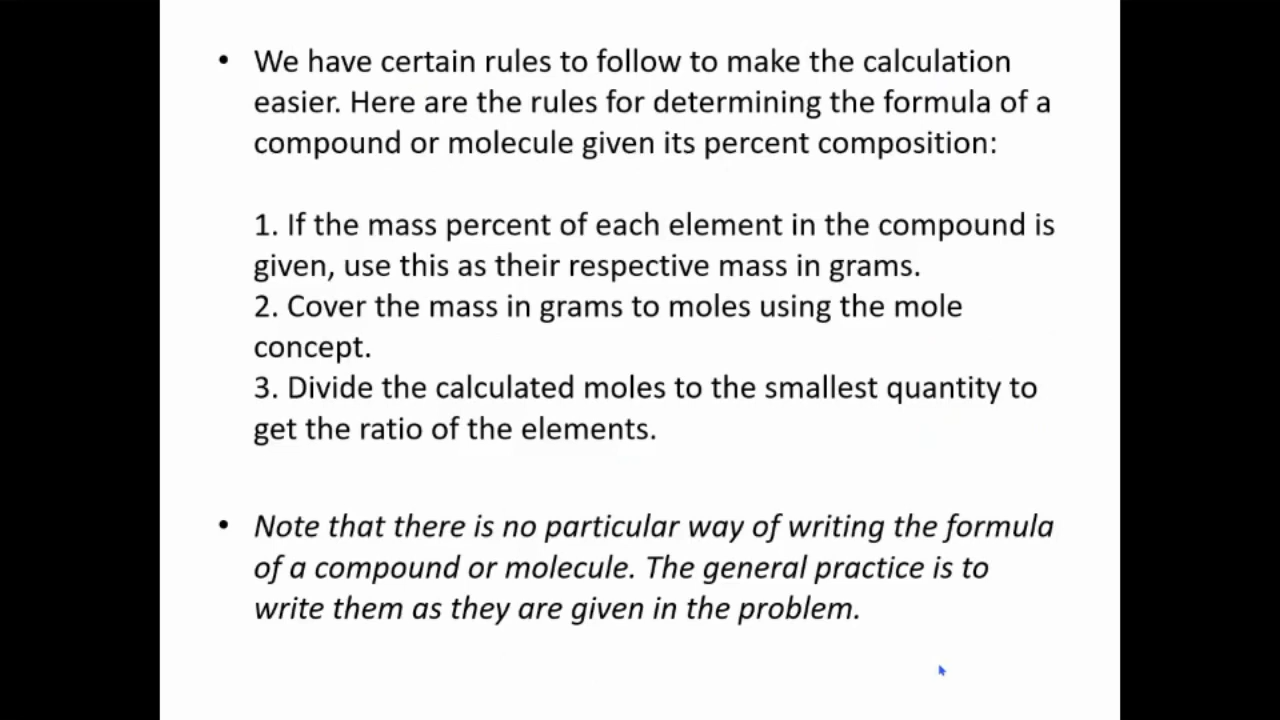 • We have certain rules to follow to make the calculation
easier. Here are the rules for determining the formula of a
compound or molecule given its percent composition:
1. If the mass percent of each element in the compound is
given, use this as their respective mass in grams.
2. Cover the mass in grams to moles using the mole
concept.
3. Divide the calculated moles to the smallest quantity to
get the ratio of the elements.
• Note that there is no particular way of writing the formula
of a compound or molecule. The general practice is to
write them as they are given in the problem.